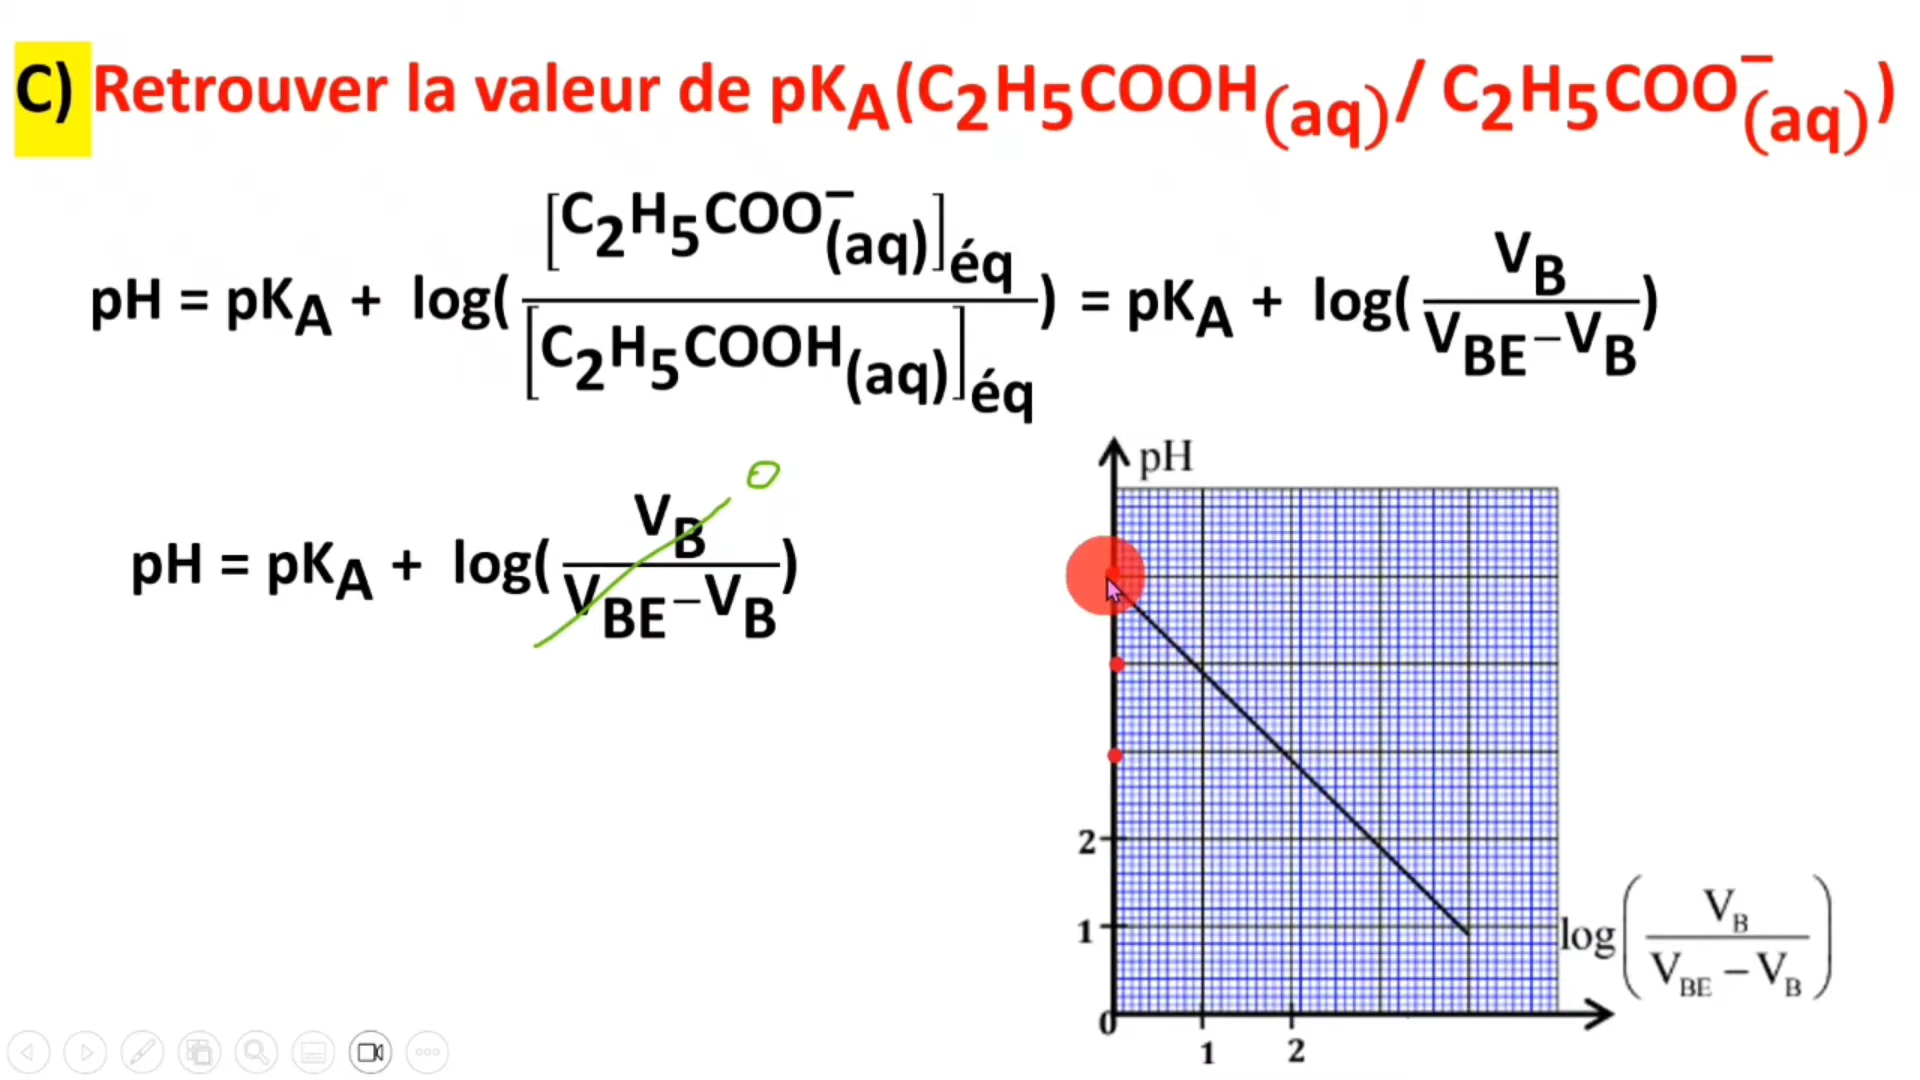 C) Retrouver la valeur de pKA(C2H5COOH(aq)/ C2H5COO−(aq))
pH = pKA + log([C2H5COO−(aq)]éq / [C2H5COOH(aq)]éq) = pKA + log(VB / VBE−VB)
pH = pKA + log(VB / VBE−VB) 0
pH
2
1
0
1 2
log(VB / VBE − VB)